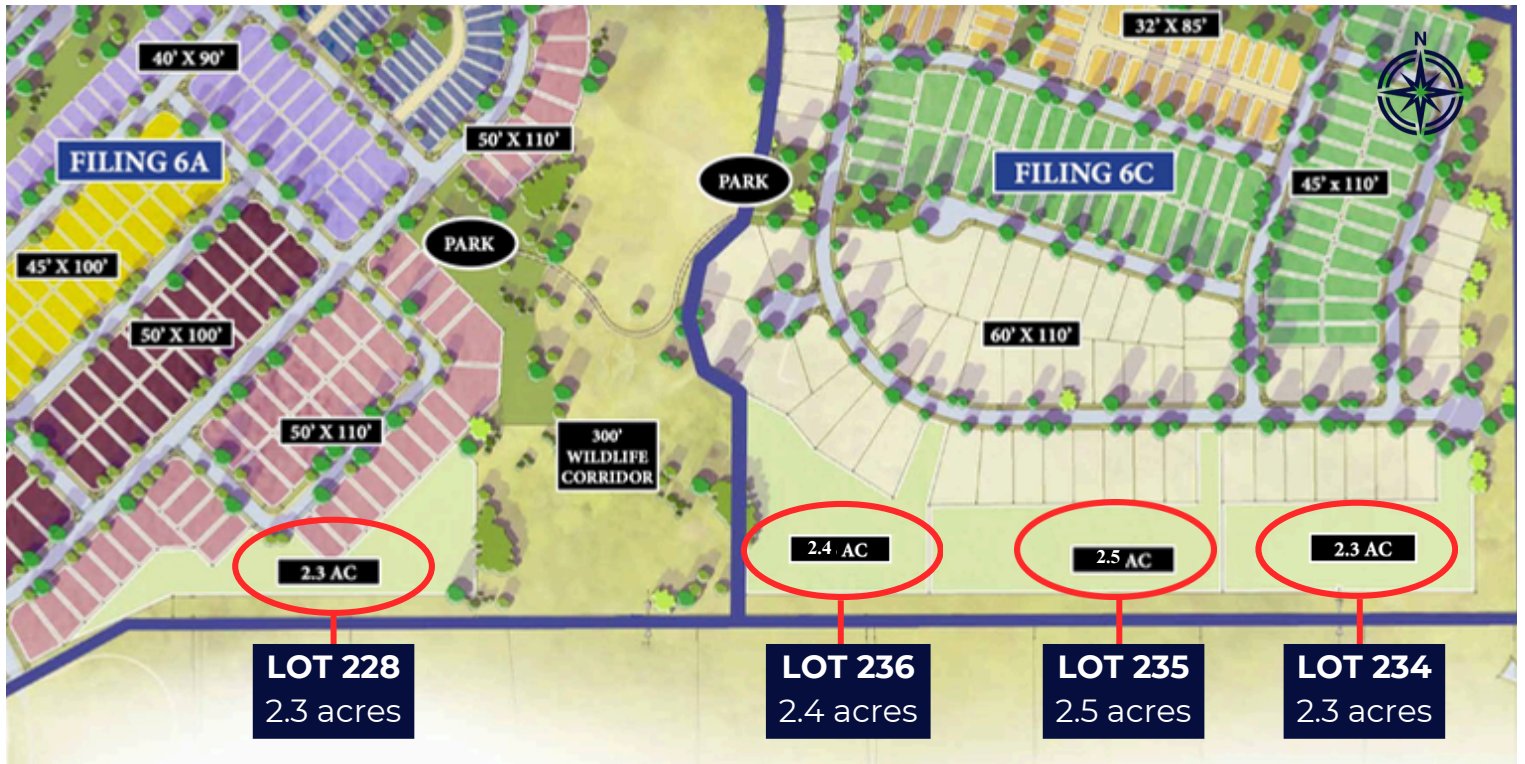 32' X 85'
N
40' X 90'
50' X 110'
FILING 6A
PARK
FILING 6C
45' x 110'
PARK
45' X 100'
50' X 100'
60' X 110'
50' X 110'
300'
WILDLIFE
CORRIDOR
2.3 AC
2.4 AC
2.5 AC
2.3 AC
LOT 228
2.3 acres
LOT 236
2.4 acres
LOT 235
2.5 acres
LOT 234
2.3 acres